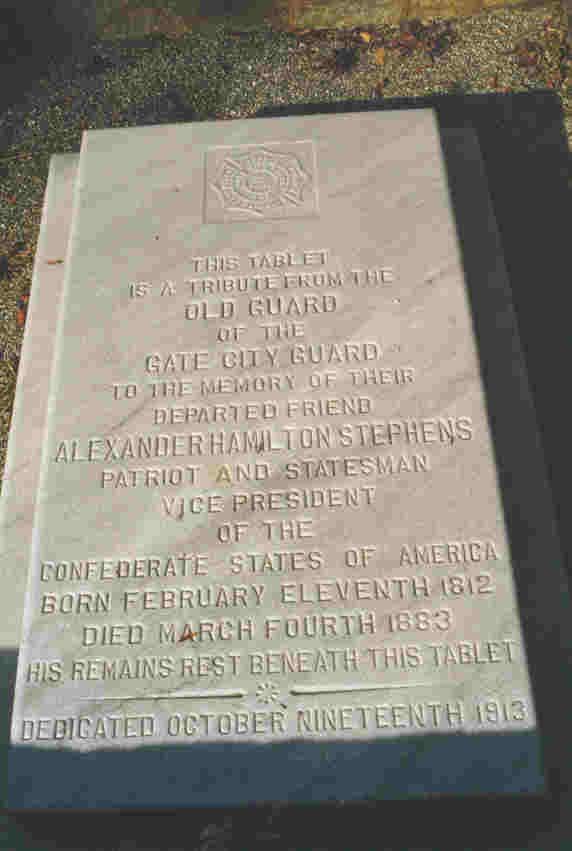 THIS TABLET
IS A TRIBUTE FROM THE
OLD GUARD
OF THE
GATE CITY GUARD
TO THE MEMORY OF THEIR
DEPARTED FRIEND
ALEXANDER HAMILTON STEPHENS
PATRIOT AND STATESMAN
VICE PRESIDENT
OF THE
CONFEDERATE STATES OF AMERICA
BORN FEBRUARY ELEVENTH 1812
DIED MARCH FOURTH 1883
HIS REMAINS REST BENEATH THIS TABLET
DEDICATED OCTOBER NINETEENTH 1913